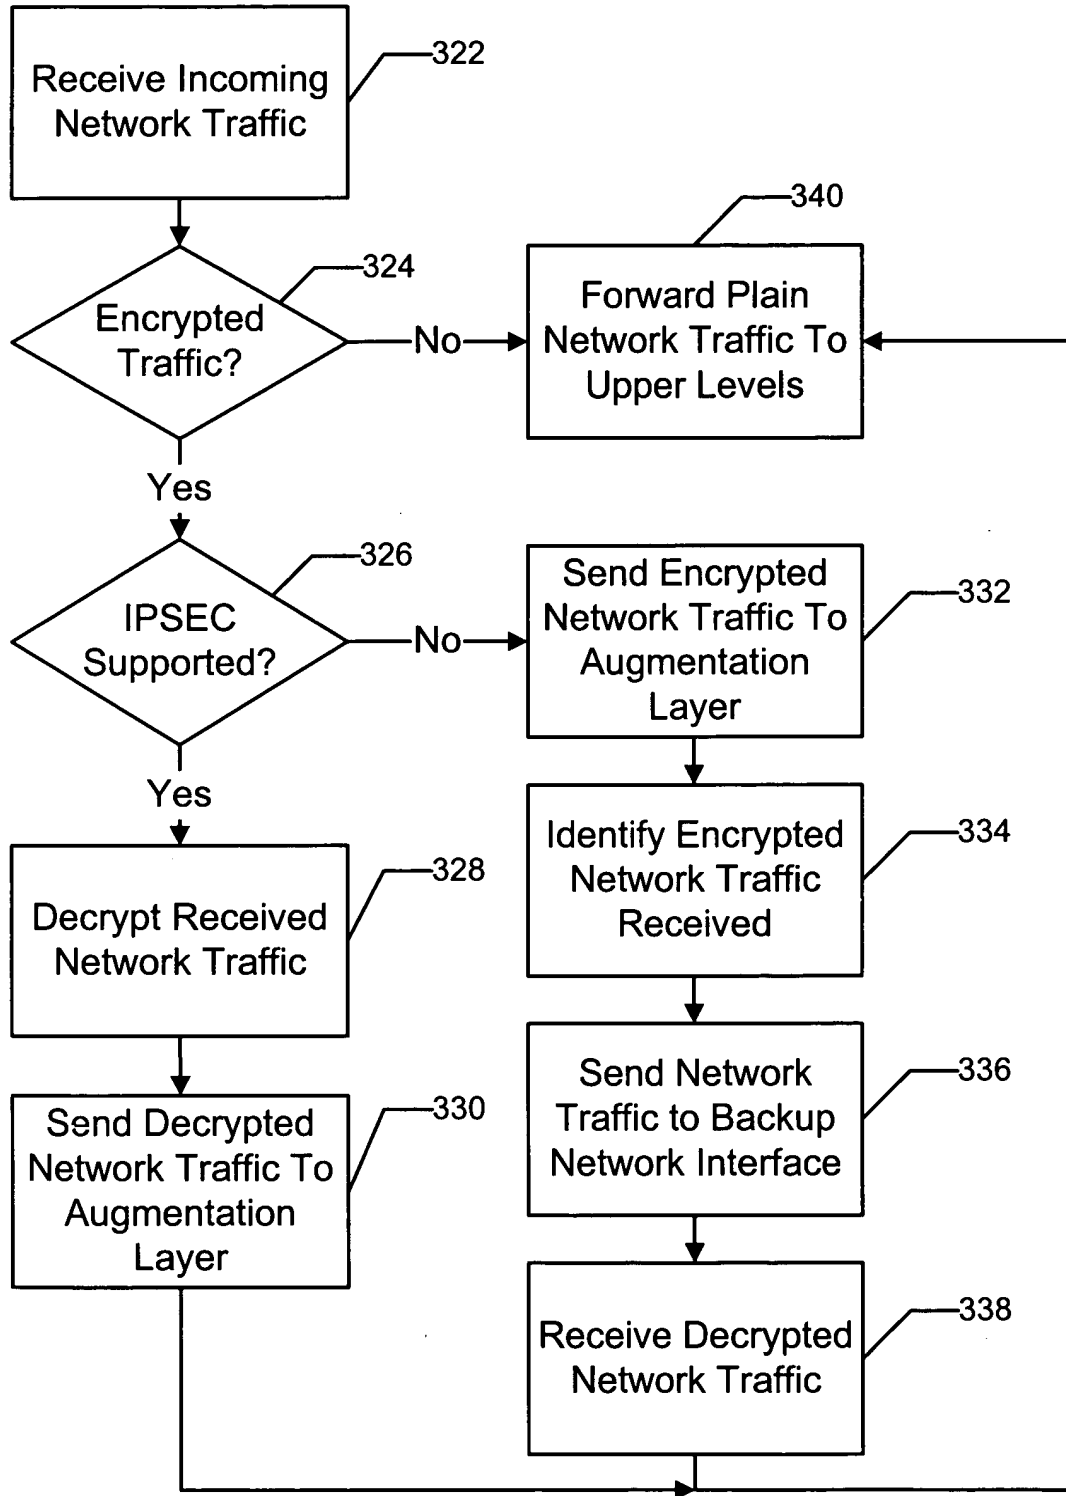 Receive Incoming
Network Traffic
322
Encrypted
Traffic?
324
No
Forward Plain
Network Traffic To
Upper Levels
340
Yes
IPSEC
Supported?
326
No
Send Encrypted
Network Traffic To
Augmentation
Layer
332
Yes
Identify Encrypted
Network Traffic
Received
334
Decrypt Received
Network Traffic
328
Send Network
Traffic to Backup
Network Interface
336
Send Decrypted
Network Traffic To
Augmentation
Layer
330
Receive Decrypted
Network Traffic
338